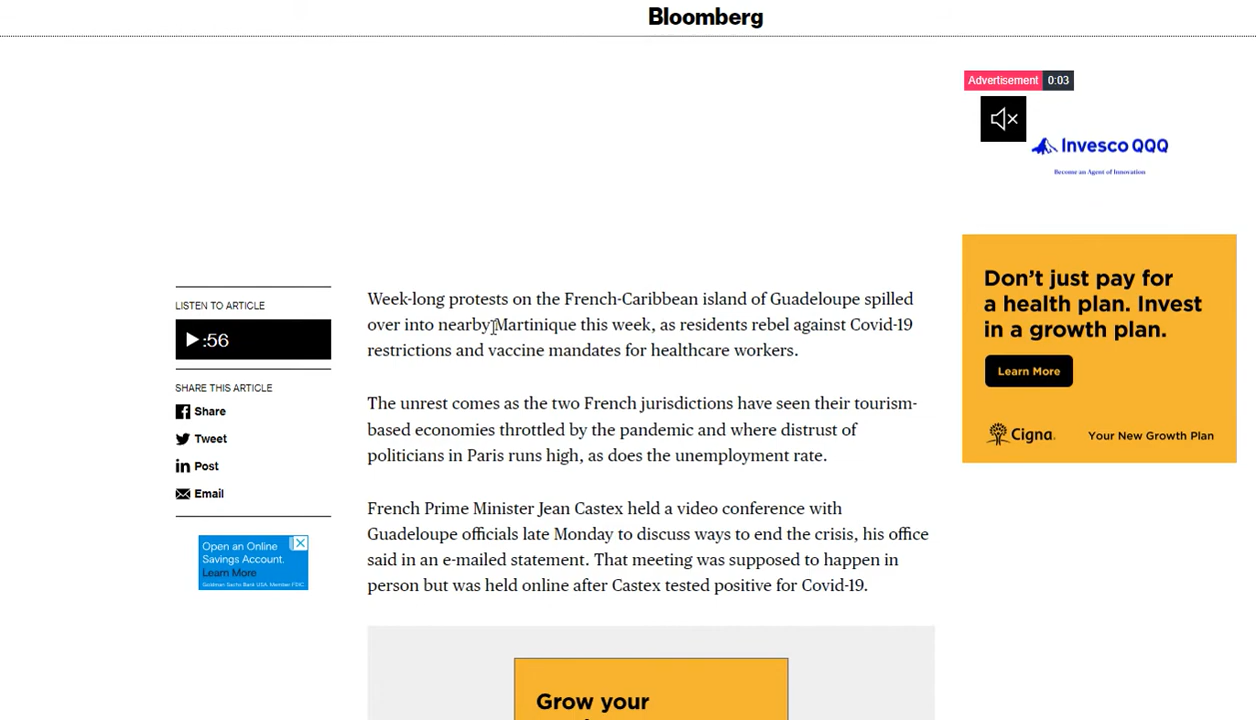 Bloomberg
Advertisement 0:03
Invesco QQQ
Become an Agent of Innovation
Don't just pay for
a health plan. Invest
in a growth plan.
Learn More
Cigna. Your New Growth Plan
LISTEN TO ARTICLE
:56
SHARE THIS ARTICLE
Share
Tweet
in Post
Email
Open an Online
Savings Account.
Learn More
Goldman Sachs Bank USA. Member FDIC.
Week-long protests on the French-Caribbean island of Guadeloupe spilled
over into nearby Martinique this week, as residents rebel against Covid-19
restrictions and vaccine mandates for healthcare workers.
The unrest comes as the two French jurisdictions have seen their tourism-
based economies throttled by the pandemic and where distrust of
politicians in Paris runs high, as does the unemployment rate.
French Prime Minister Jean Castex held a video conference with
Guadeloupe officials late Monday to discuss ways to end the crisis, his office
said in an e-mailed statement. That meeting was supposed to happen in
person but was held online after Castex tested positive for Covid-19.
Grow your